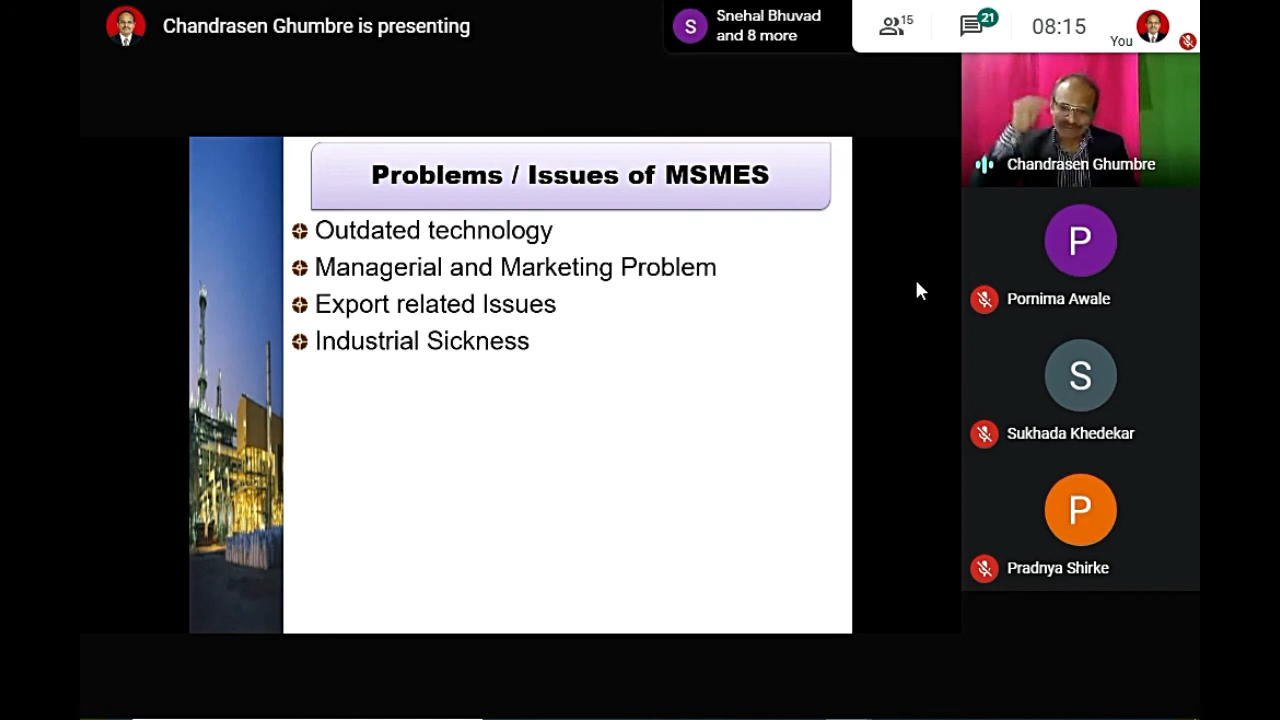 Chandrasen Ghumbre is presenting
S
Snehal Bhuvad
and 8 more
15
21
08:15
You
Problems / Issues of MSMES
Outdated technology
Managerial and Marketing Problem
Export related Issues
Industrial Sickness
Chandrasen Ghumbre
P
Pornima Awale
S
Sukhada Khedekar
P
Pradnya Shirke